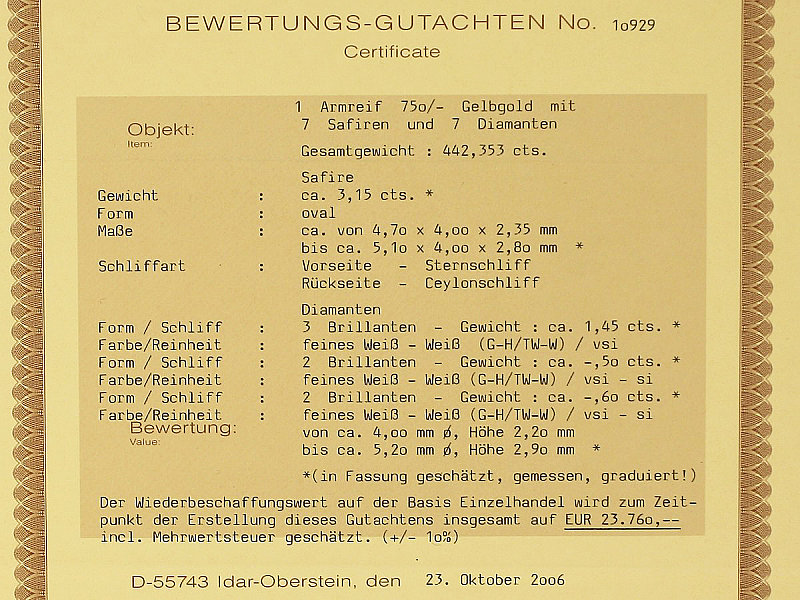 BEWERTUNGS-GUTACHTEN No. 1o929
Certificate
1 Armreif 75o/- Gelbgold mit
Objekt: 7 Safiren und 7 Diamanten
Item:
Gesamtgewicht : 442,353 cts.
Safire
Gewicht : ca. 3,15 cts. *
Form : oval
Maße : ca. von 4,7o x 4,oo x 2,35 mm
bis ca. 5,1o x 4,oo x 2,8o mm *
Schliffart : Vorseite - Sternschliff
Rückseite - Ceylonschliff
Diamanten
Form / Schliff : 3 Brillanten - Gewicht : ca. 1,45 cts. *
Farbe/Reinheit : feines Weiß - Weiß (G-H/TW-W) / vsi
Form / Schliff : 2 Brillanten - Gewicht : ca. -,5o cts. *
Farbe/Reinheit : feines Weiß - Weiß (G-H/TW-W) / vsi - si
Form / Schliff : 2 Brillanten - Gewicht : ca. -,6o cts. *
Farbe/Reinheit : feines Weiß - Weiß (G-H/TW-W) / vsi - si
Bewertung: von ca. 4,oo mm ø, Höhe 2,2o mm
Value: bis ca. 5,2o mm ø, Höhe 2,9o mm *
*(in Fassung geschätzt, gemessen, graduiert!)
Der Wiederbeschaffungswert auf der Basis Einzelhandel wird zum Zeit-
punkt der Erstellung dieses Gutachtens insgesamt auf EUR 23.76o,--
incl. Mehrwertsteuer geschätzt. (+/- 1o%)
D-55743 Idar-Oberstein, den 23. Oktober 2oo6